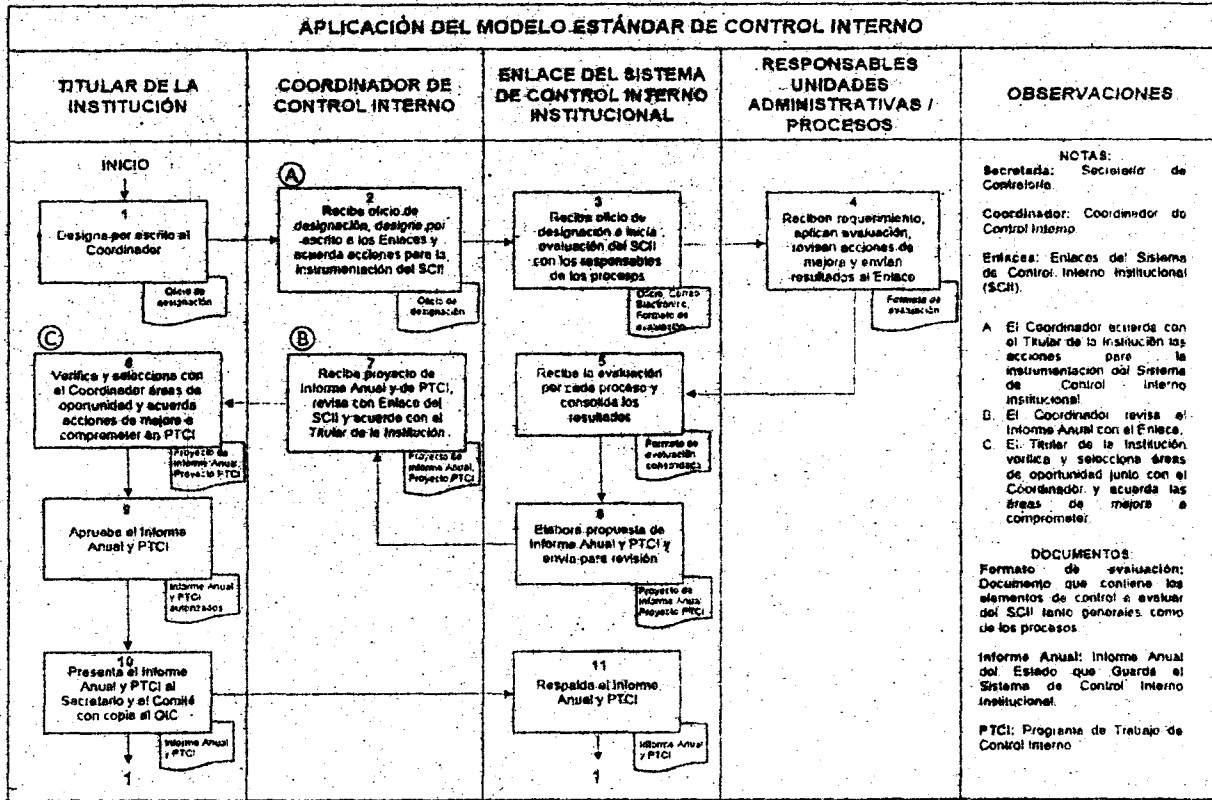 APLICACIÓN DEL MODELO ESTÁNDAR DE CONTROL INTERNO
TITULAR DE LA
INSTITUCIÓN
COORDINADOR DE
CONTROL INTERNO
ENLACE DEL SISTEMA
DE CONTROL INTERNO
INSTITUCIONAL
RESPONSABLES
UNIDADES
ADMINISTRATIVAS /
PROCESOS
OBSERVACIONES
INICIO
1
Designa por escrito al
Coordinador
Oficio de
designación
A
2
Recibe oficio de
designación, designa por
escrito a los Enlaces y
acuerda acciones para la
instrumentación del SCII
Oficio de
designación
3
Recibe oficio de
designación e inicia
evaluación del SCII
con los responsables
de los procesos
Oficio, Correo
Electrónico,
Formato de
evaluación
4
Reciben requerimiento,
aplican evaluación,
revisan acciones de
mejora y envían
resultados al Enlace
Formato de
evaluación
C
8
Verifica y selecciona con
el Coordinador áreas de
oportunidad y acuerda
acciones de mejora a
comprometer en PTCI
Proyecto de
Informe Anual,
Proyecto PTCI
B
7
Recibe proyecto de
Informe Anual y de PTCI,
revisa con Enlace del
SCII y acuerda con el
Titular de la Institución
Proyecto de
Informe Anual,
Proyecto PTCI
5
Recibe la evaluación
por cada proceso y
consolida los
resultados
Formato de
evaluación
consolidada
9
Aprueba el Informe
Anual y PTCI
Informe Anual
y PTCI
autorizados
6
Elabora propuesta de
Informe Anual y PTCI y
envía para revisión
Proyecto de
Informe Anual
Proyecto PTCI
10
Presenta el Informe
Anual y PTCI al
Secretario y al Comité
con copia al OIC
Informe Anual
y PTCI
1
11
Respalda el Informe
Anual y PTCI
Informe Anual
y PTCI
1
NOTAS:
Secretaría: Secretaría de
Contraloría.
Coordinador: Coordinador de
Control Interno
Enlaces: Enlaces del Sistema
de Control Interno Institucional
(SCII).
A El Coordinador acuerda con
el Titular de la Institución las
acciones para la
instrumentación del Sistema
de Control Interno
Institucional
B. El Coordinador revisa el
Informe Anual con el Enlace.
C. El Titular de la Institución
verifica y selecciona áreas
de oportunidad junto con el
Coordinador y acuerda las
áreas de mejora a
comprometer.
DOCUMENTOS:
Formato de evaluación:
Documento que contiene los
elementos de control a evaluar
del SCII tanto generales como
de los procesos
Informe Anual: Informe Anual
del Estado que Guarda el
Sistema de Control Interno
Institucional.
PTCI: Programa de Trabajo de
Control Interno